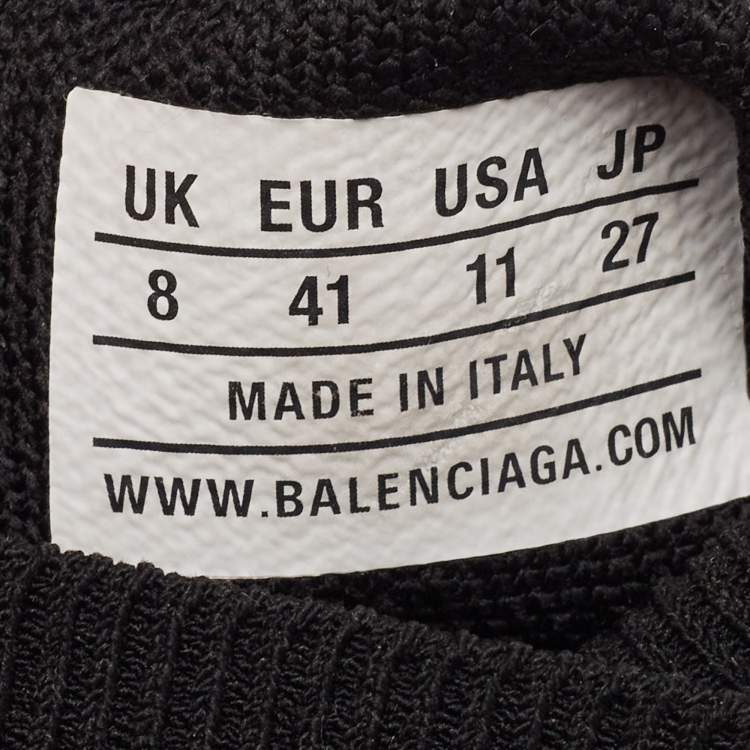 UK EUR USA JP
8 41 11 27
MADE IN ITALY
WWW.BALENCIAGA.COM